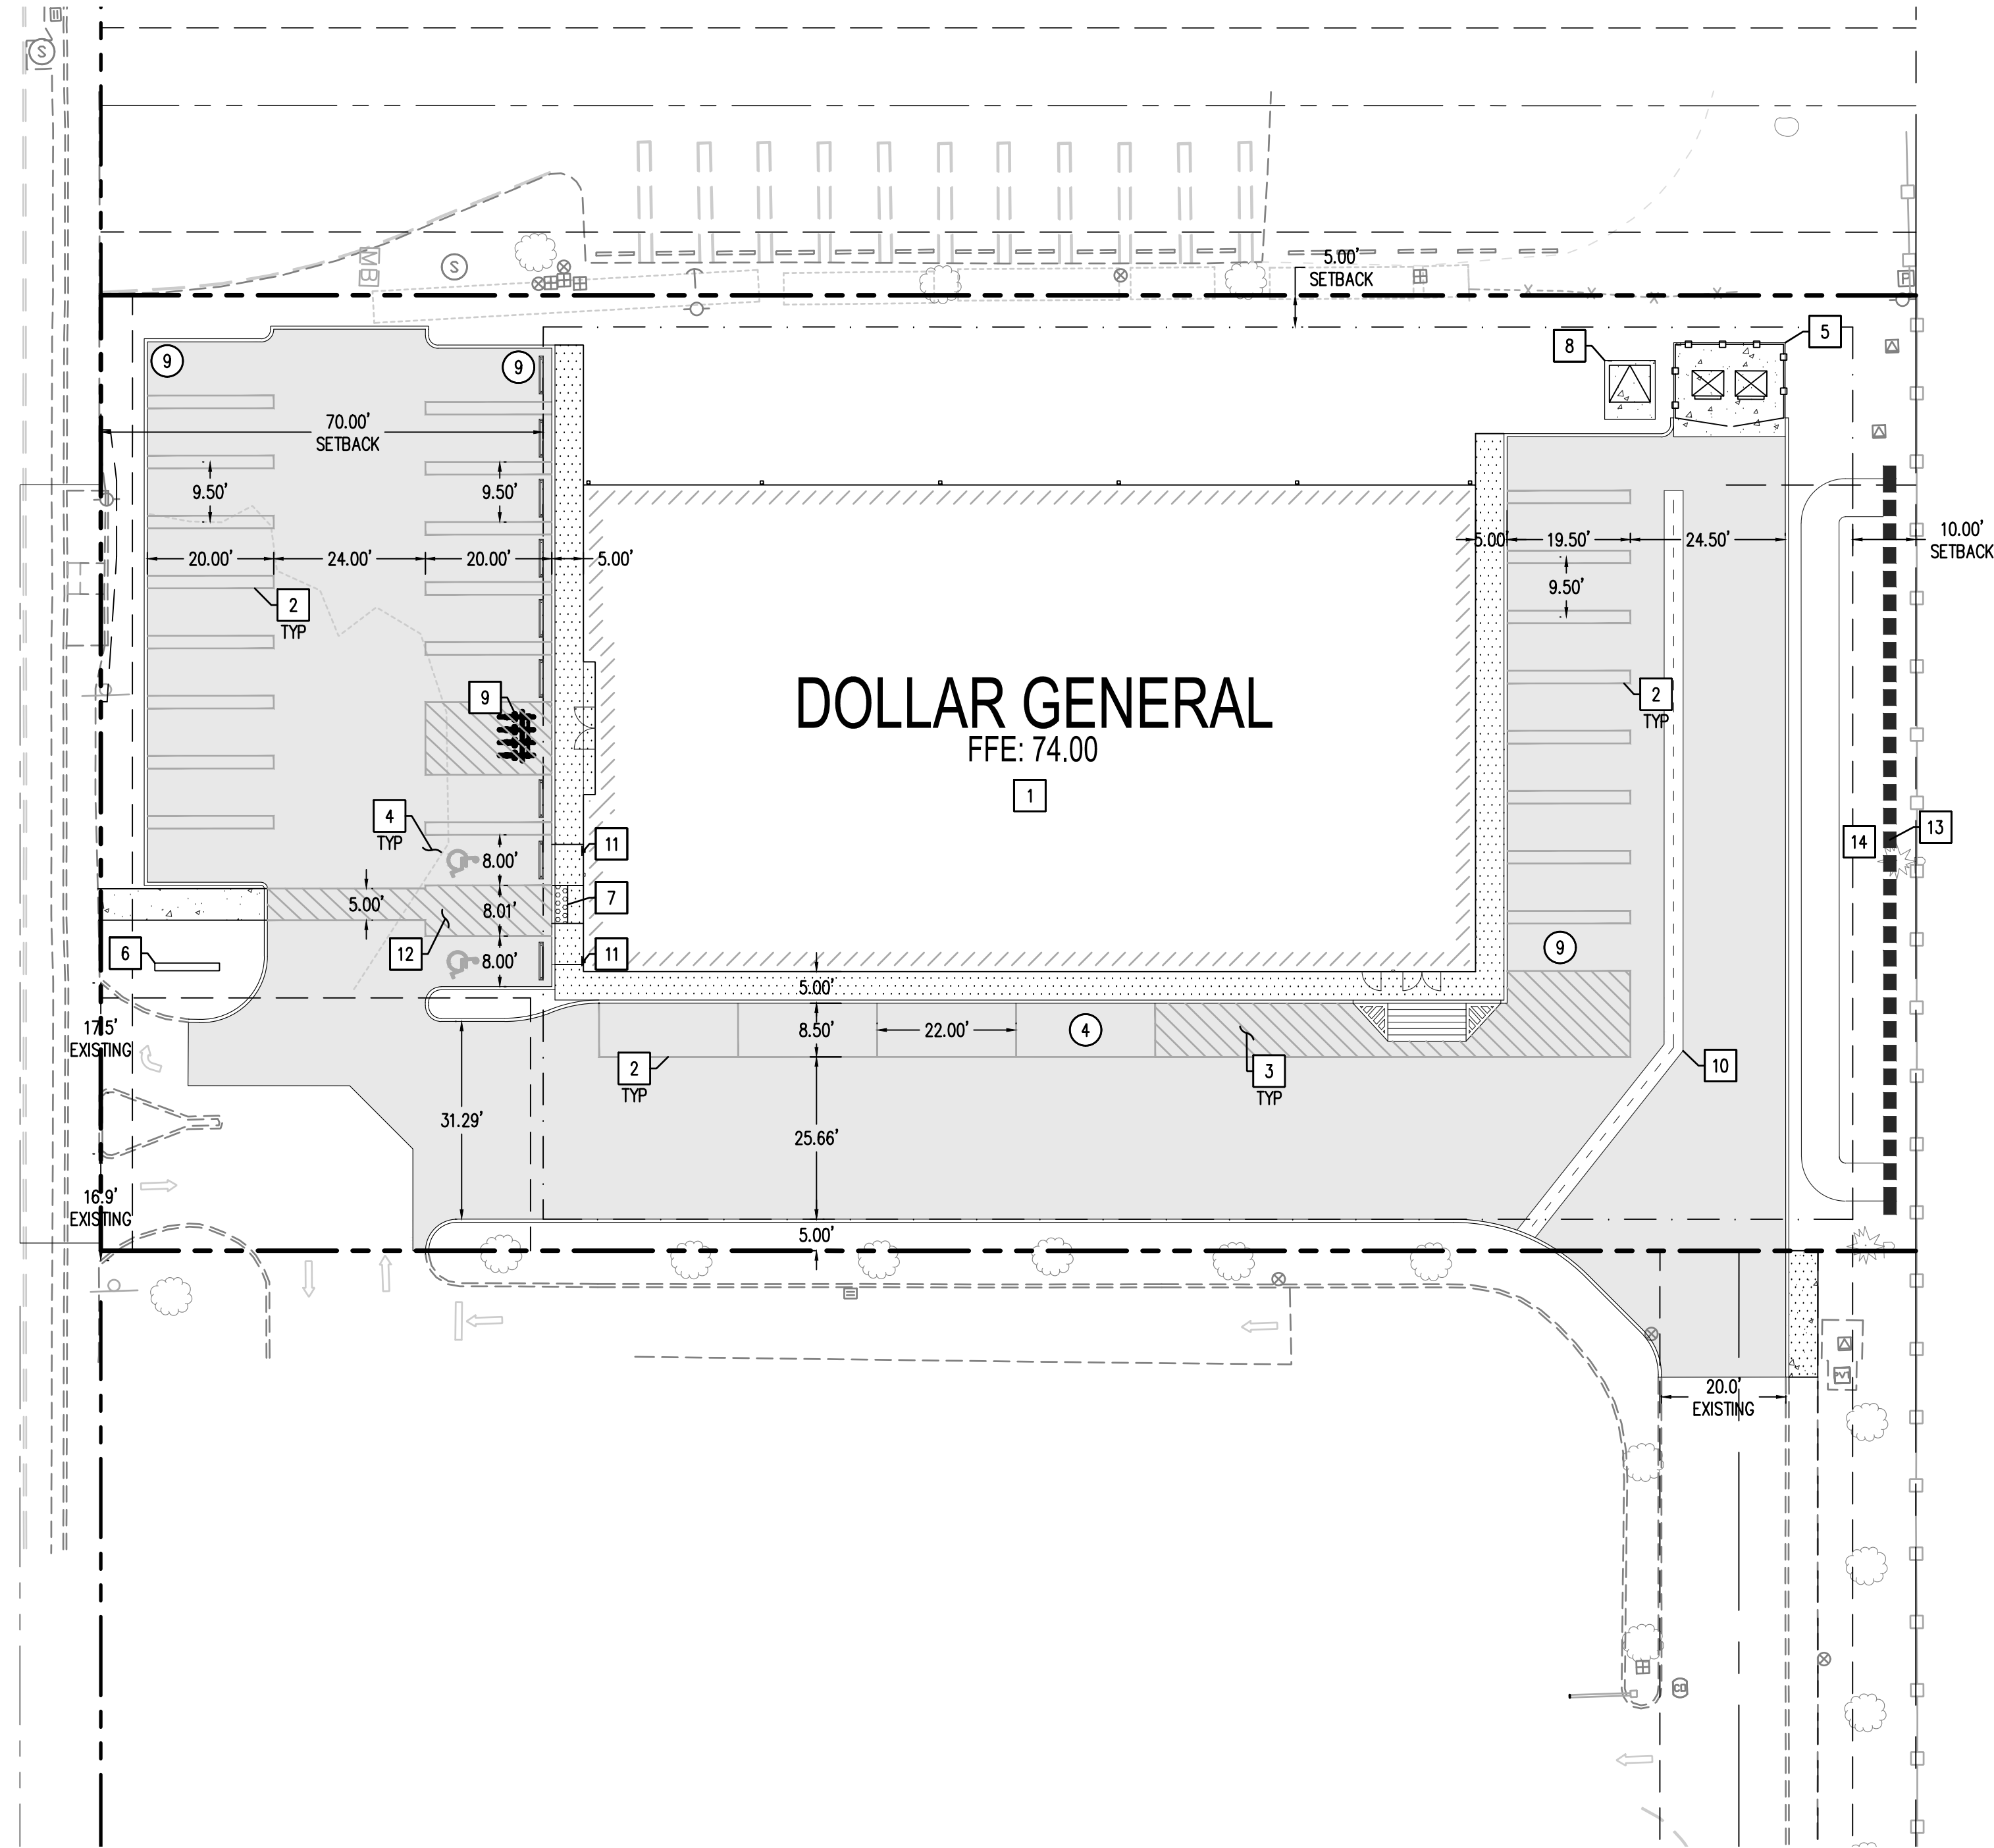 S
MB
S
5.00'
SETBACK
P
9
9
8
5
70.00'
SETBACK
9.50'
9.50'
20.00'
24.00'
20.00'
5.00'
5.00'
19.50'
24.50'
10.00'
SETBACK
9.50'
2
TYP
2
TYP
9
DOLLAR GENERAL
FFE: 74.00
1
4
TYP
8.00'
11
14
13
5.00'
8.01'
7
6
12
8.00'
11
9
5.00'
17.5'
EXISTING
8.50'
22.00'
4
2
TYP
3
TYP
10
31.29'
25.66'
16.9'
EXISTING
5.00'
20.0'
EXISTING